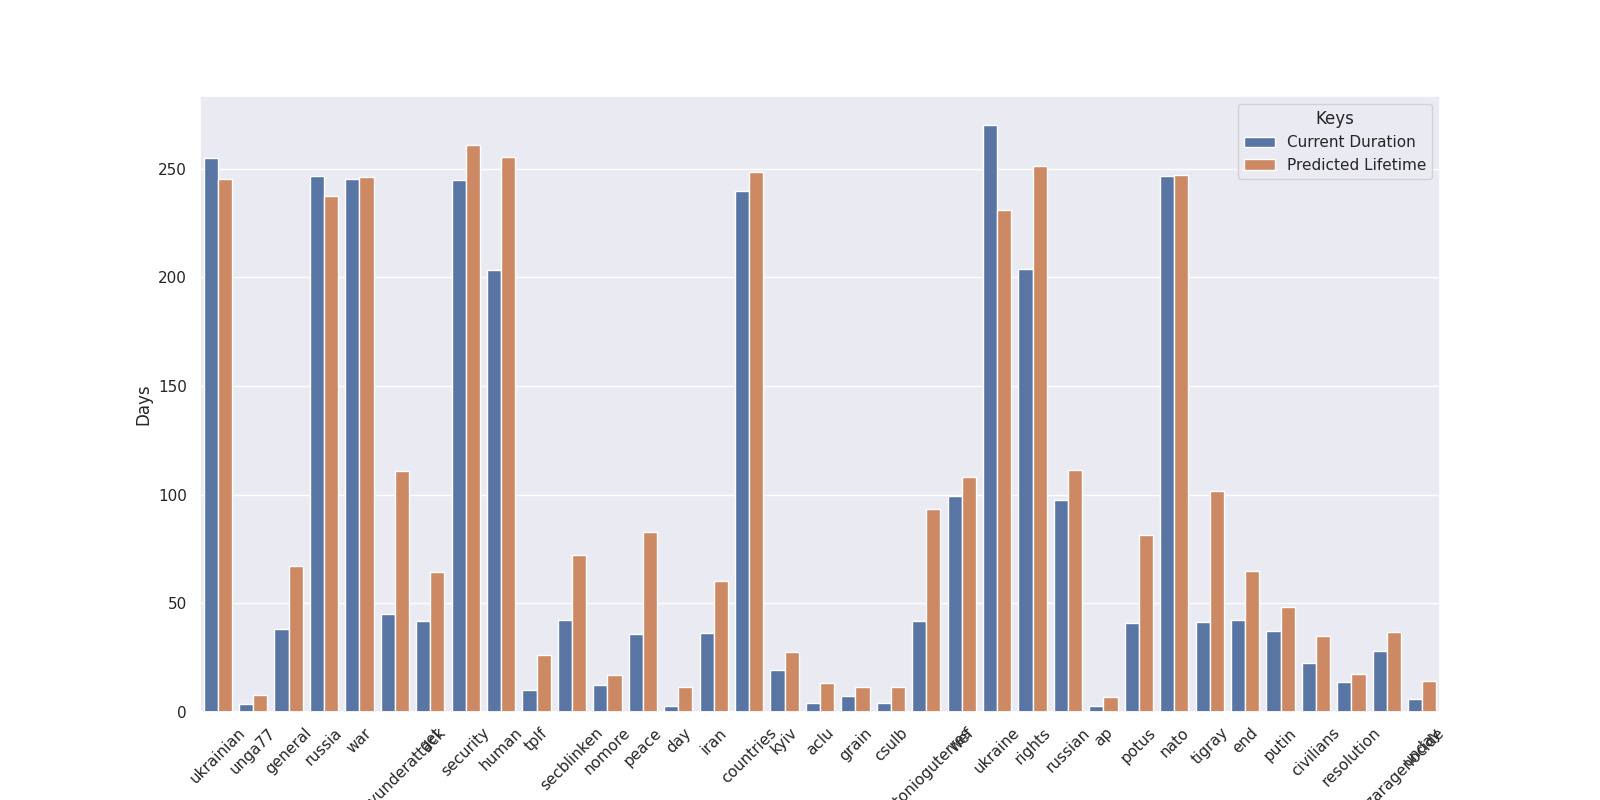 Keys
Current Duration
Predicted Lifetime
Days
250
200
150
100
50
0
ukrainian
unga77
general
russia
war
get
security
human
tplf
secblinken
nomore
peace
day
iran
countries
kyiv
aclu
grain
csulb
ukraine
rights
russian
ap
potus
nato
tigray
end
putin
civilians
resolution